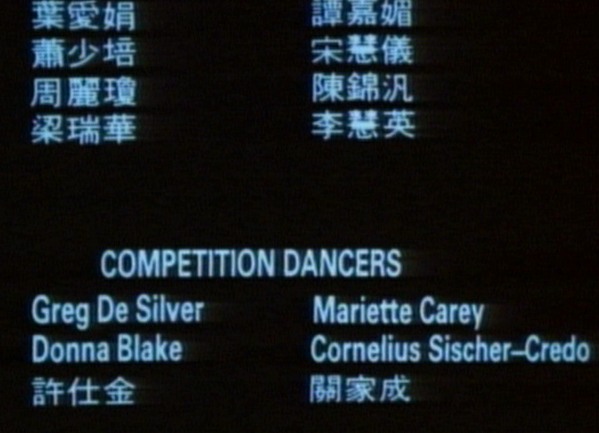 葉愛娟 譚嘉媚
蕭少培 宋慧儀
周麗瓊 陳錦汎
梁瑞華 李慧英
COMPETITION DANCERS
Greg De Silver Mariette Carey
Donna Blake Cornelius Sischer–Credo
許仕金 關家成